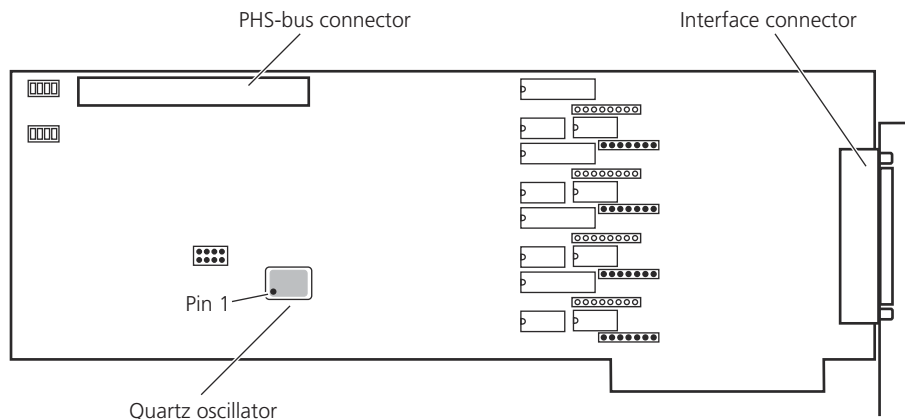 PHS-bus connector
Interface connector
Pin 1
Quartz oscillator